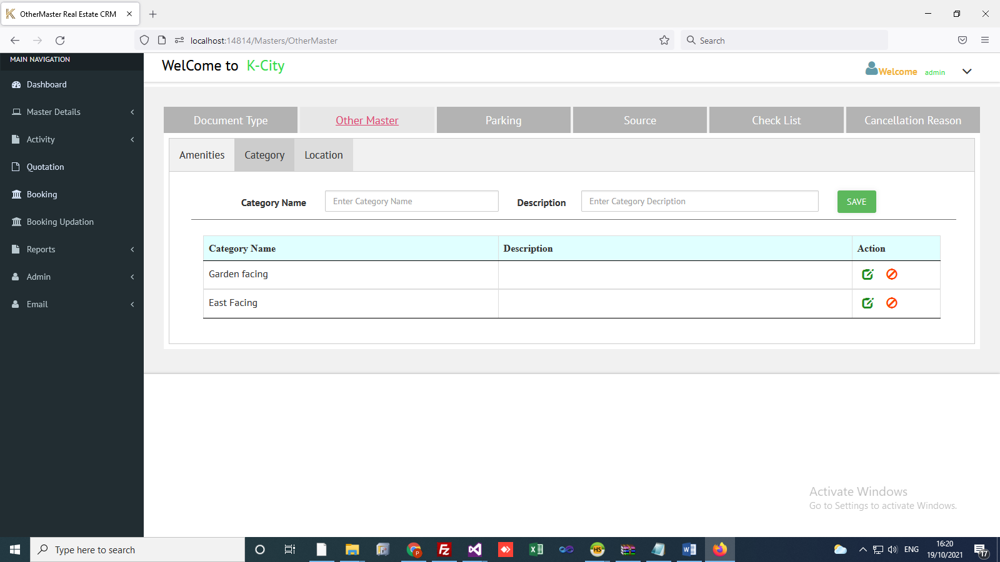 OtherMaster Real Estate CRM
localhost:14814/Masters/OtherMaster
Search
MAIN NAVIGATION
Dashboard
Master Details
Activity
Quotation
Booking
Booking Updation
Reports
Admin
Email
WelCome to K-City
Welcome admin
Document Type
Other Master
Parking
Source
Check List
Cancellation Reason
Amenities
Category
Location
Category Name
Enter Category Name
Description
Enter Category Decription
SAVE
Category Name Description Action
Garden facing
East Facing
Activate Windows
Go to Settings to activate Windows.
Type here to search
ENG
16:20
19/10/2021
17